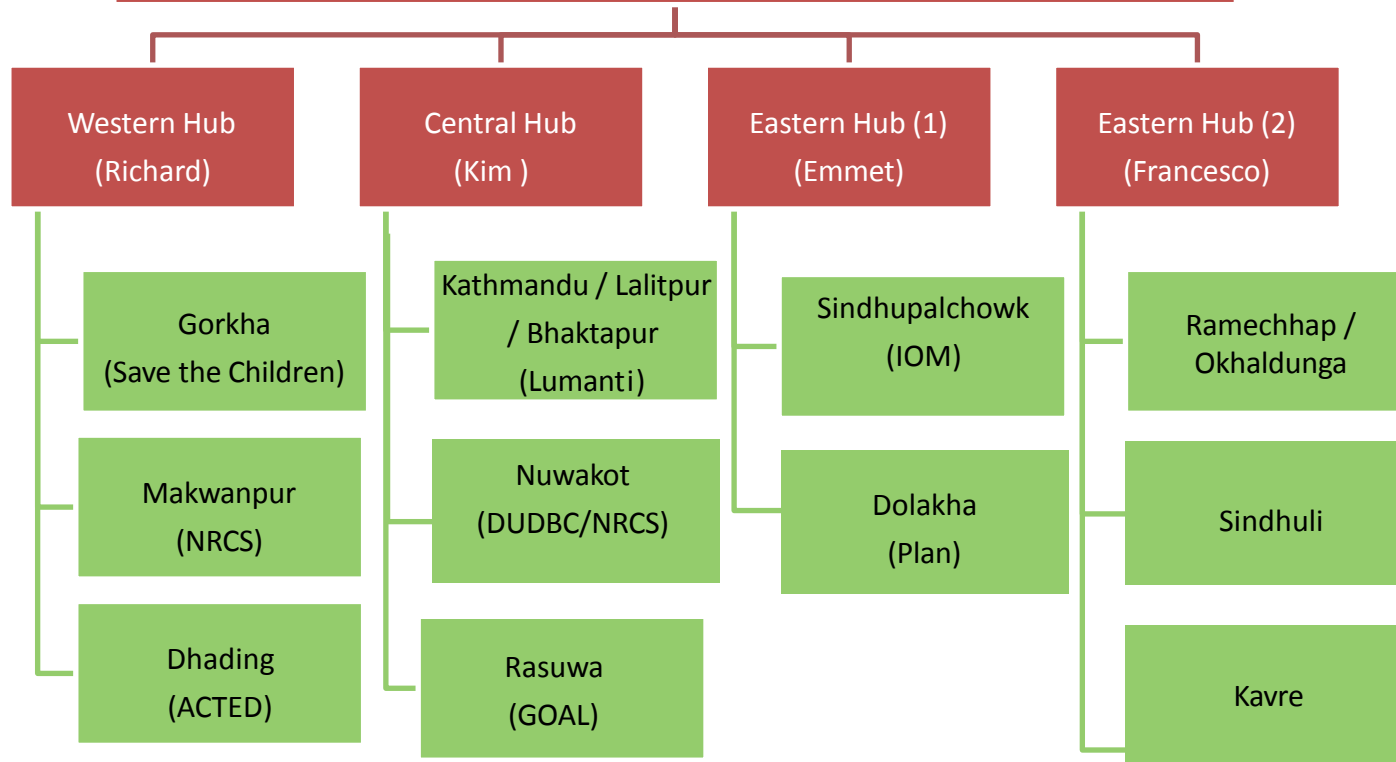 Western Hub
(Richard)
Central Hub
(Kim )
Eastern Hub (1)
(Emmet)
Eastern Hub (2)
(Francesco)
Gorkha
(Save the Children)
Makwanpur
(NRCS)
Dhading
(ACTED)
Kathmandu / Lalitpur
/ Bhaktapur
(Lumanti)
Nuwakot
(DUDBC/NRCS)
Rasuwa
(GOAL)
Sindhupalchowk
(IOM)
Dolakha
(Plan)
Ramechhap /
Okhaldunga
Sindhuli
Kavre